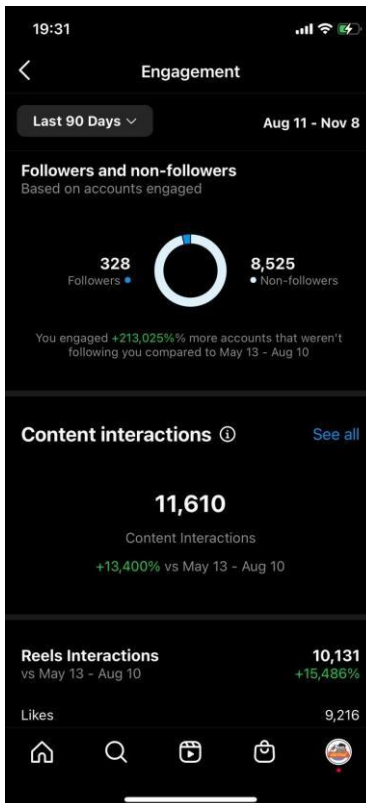 19:31
Engagement
Last 90 Days
Aug 11 - Nov 8
Followers and non-followers
Based on accounts engaged
328
Followers
8,525
Non-followers
You engaged +213,025%% more accounts that weren't
following you compared to May 13 - Aug 10
Content interactions
See all
11,610
Content Interactions
+13,400% vs May 13 - Aug 10
Reels Interactions
10,131
vs May 13 - Aug 10
+15,486%
Likes
9,216